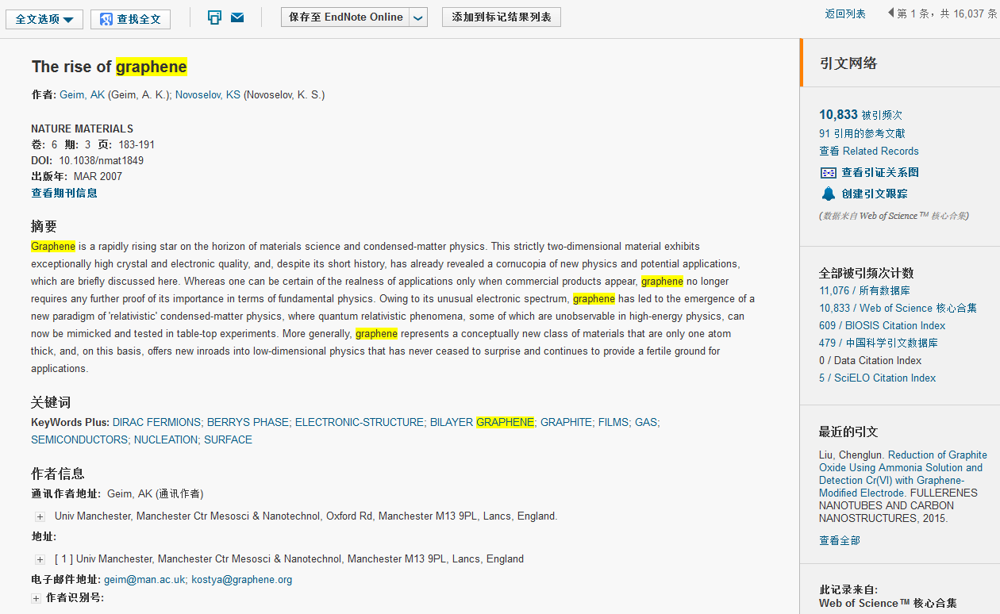 全文选项 查找全文 保存至 EndNote Online 添加到标记结果列表 返回列表 第 1 条，共 16,037 条
The rise of graphene
作者: Geim, AK (Geim, A. K.); Novoselov, KS (Novoselov, K. S.)
NATURE MATERIALS
卷: 6 期: 3 页: 183-191
DOI: 10.1038/nmat1849
出版年: MAR 2007
查看期刊信息
摘要
Graphene is a rapidly rising star on the horizon of materials science and condensed-matter physics. This strictly two-dimensional material exhibits
exceptionally high crystal and electronic quality, and, despite its short history, has already revealed a cornucopia of new physics and potential applications,
which are briefly discussed here. Whereas one can be certain of the realness of applications only when commercial products appear, graphene no longer
requires any further proof of its importance in terms of fundamental physics. Owing to its unusual electronic spectrum, graphene has led to the emergence of a
new paradigm of 'relativistic' condensed-matter physics, where quantum relativistic phenomena, some of which are unobservable in high-energy physics, can
now be mimicked and tested in table-top experiments. More generally, graphene represents a conceptually new class of materials that are only one atom
thick, and, on this basis, offers new inroads into low-dimensional physics that has never ceased to surprise and continues to provide a fertile ground for
applications.
关键词
KeyWords Plus: DIRAC FERMIONS; BERRYS PHASE; ELECTRONIC-STRUCTURE; BILAYER GRAPHENE; GRAPHITE; FILMS; GAS;
SEMICONDUCTORS; NUCLEATION; SURFACE
作者信息
通讯作者地址: Geim, AK (通讯作者)
Univ Manchester, Manchester Ctr Mesosci & Nanotechnol, Oxford Rd, Manchester M13 9PL, Lancs, England.
地址:
[ 1 ] Univ Manchester, Manchester Ctr Mesosci & Nanotechnol, Manchester M13 9PL, Lancs, England
电子邮件地址: geim@man.ac.uk; kostya@graphene.org
作者识别号:
引文网络
10,833 被引频次
91 引用的参考文献
查看 Related Records
查看引证关系图
创建引文跟踪
(数据来自 Web of Science™ 核心合集)
全部被引频次计数
11,076 / 所有数据库
10,833 / Web of Science 核心合集
609 / BIOSIS Citation Index
479 / 中国科学引文数据库
0 / Data Citation Index
5 / SciELO Citation Index
最近的引文
Liu, Chenglun. Reduction of Graphite
Oxide Using Ammonia Solution and
Detection Cr(VI) with Graphene-
Modified Electrode. FULLERENES
NANOTUBES AND CARBON
NANOSTRUCTURES, 2015.
查看全部
此记录来自:
Web of Science™ 核心合集